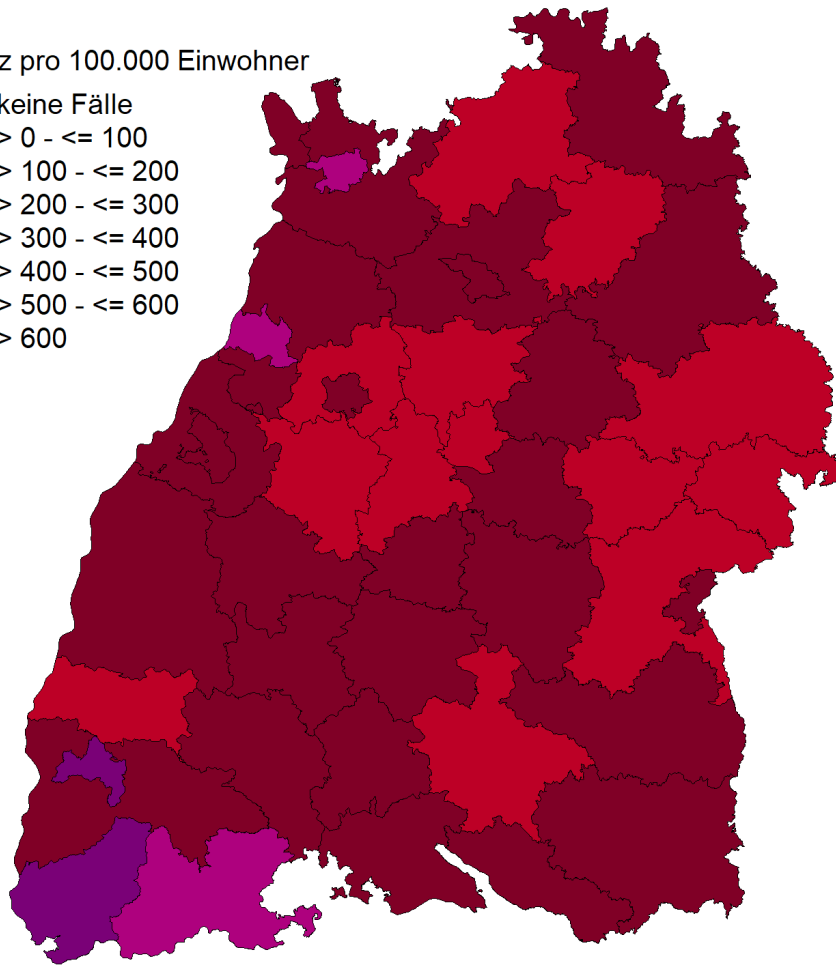 z pro 100.000 Einwohner
keine Fälle
> 0 - <= 100
> 100 - <= 200
> 200 - <= 300
> 300 - <= 400
> 400 - <= 500
> 500 - <= 600
> 600